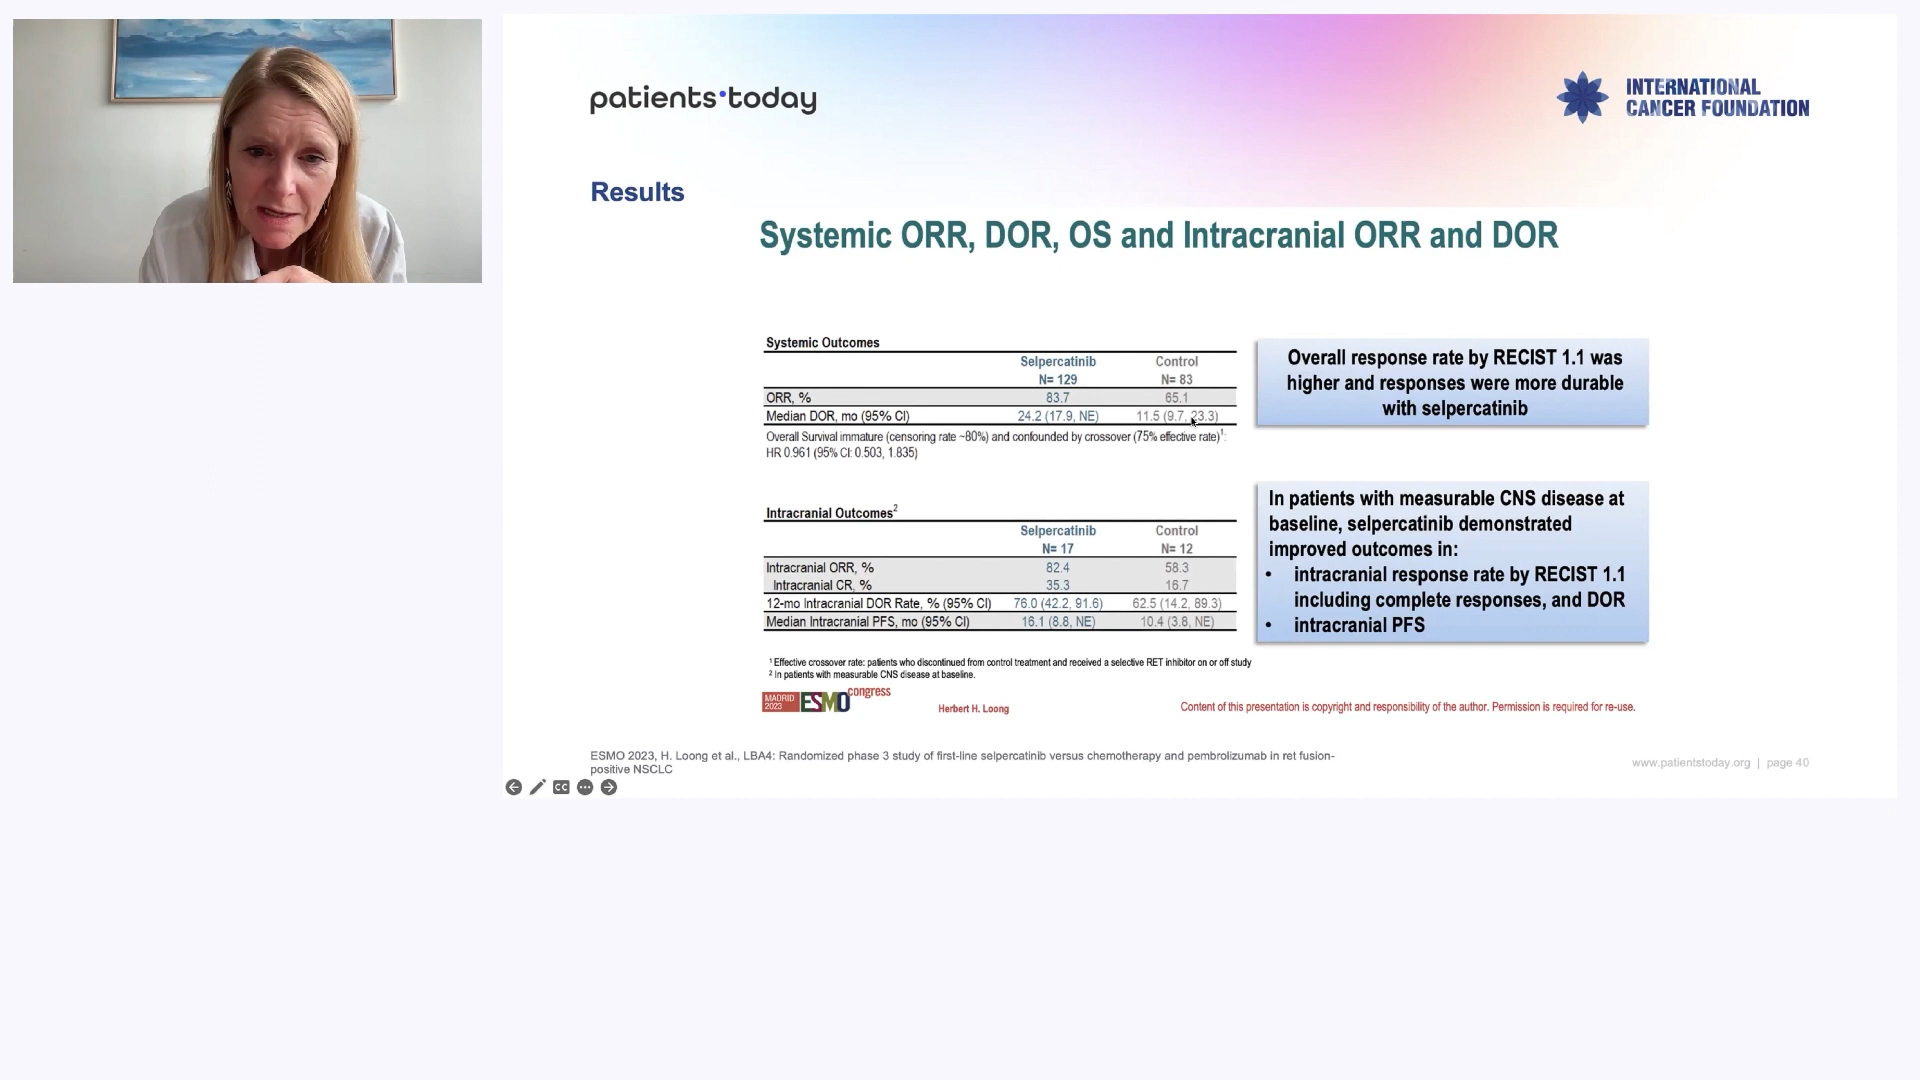 patients•today
INTERNATIONAL
CANCER FOUNDATION
Results
Systemic ORR, DOR, OS and Intracranial ORR and DOR
Systemic Outcomes
Selpercatinib Control
N= 129 N= 83
ORR, % 83.7 65.1
Median DOR, mo (95% CI) 24.2 (17.9, NE) 11.5 (9.7, 23.3)
Overall Survival immature (censoring rate ~80%) and confounded by crossover (75% effective rate)¹:
HR 0.961 (95% CI: 0.503, 1.835)
Overall response rate by RECIST 1.1 was
higher and responses were more durable
with selpercatinib
Intracranial Outcomes²
Selpercatinib Control
N= 17 N= 12
Intracranial ORR, % 82.4 58.3
Intracranial CR, % 35.3 16.7
12-mo Intracranial DOR Rate, % (95% CI) 76.0 (42.2, 91.6) 62.5 (14.2, 89.3)
Median Intracranial PFS, mo (95% CI) 16.1 (8.8, NE) 10.4 (3.8, NE)
In patients with measurable CNS disease at
baseline, selpercatinib demonstrated
improved outcomes in:
• intracranial response rate by RECIST 1.1
including complete responses, and DOR
• intracranial PFS
¹ Effective crossover rate: patients who discontinued from control treatment and received a selective RET inhibitor on or off study
² In patients with measurable CNS disease at baseline.
MADRID
2023
ESMO congress
Herbert H. Loong
Content of this presentation is copyright and responsibility of the author. Permission is required for re-use.
ESMO 2023, H. Loong et al., LBA4: Randomized phase 3 study of first-line selpercatinib versus chemotherapy and pembrolizumab in ret fusion-
positive NSCLC
www.patientstoday.org | page 40
CC